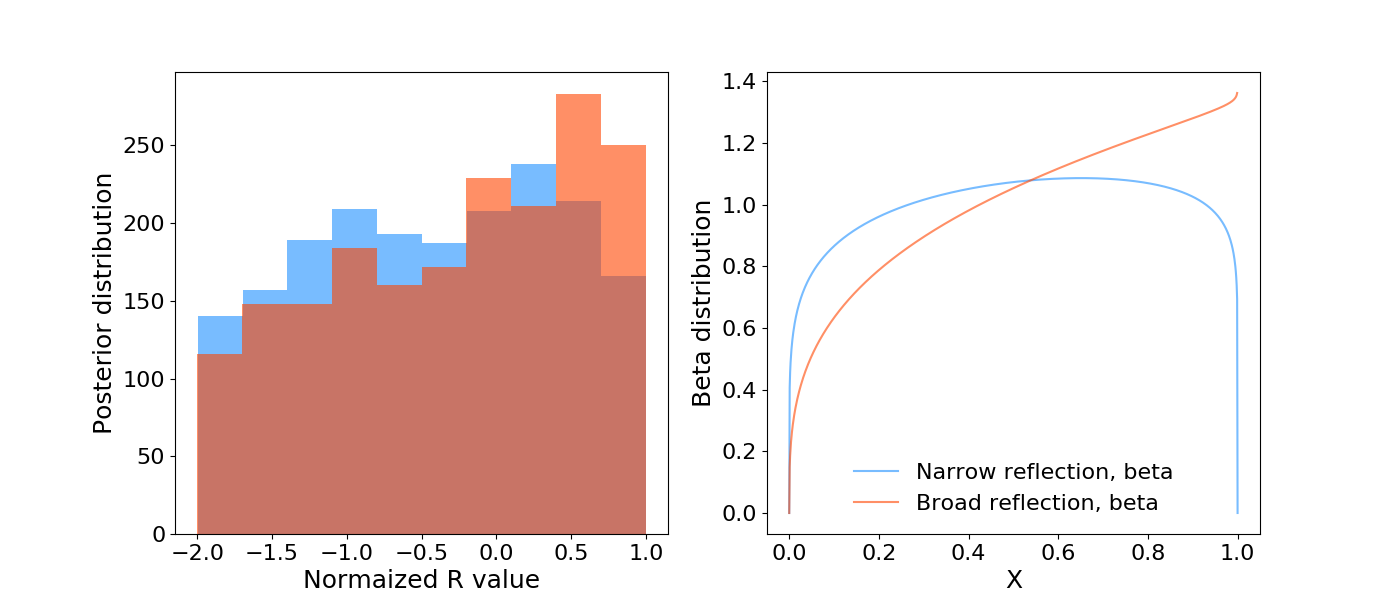 Posterior distribution
250
200
150
100
50
0
−2.0 −1.5 −1.0 −0.5 0.0 0.5 1.0
Normaized R value
Beta distribution
1.4
1.2
1.0
0.8
0.6
0.4
0.2
0.0
Narrow reflection, beta
Broad reflection, beta
0.0 0.2 0.4 0.6 0.8 1.0
X